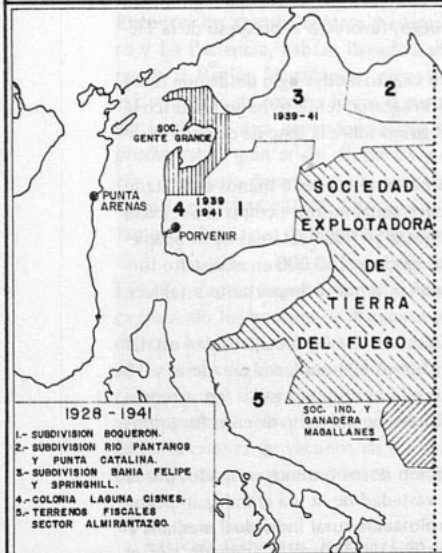 3
1939-41
2
SOC.
GENTE GRANDE
SOCIEDAD
EXPLOTADORA
DE
TIERRA
DEL FUEGO
PUNTA
ARENAS
4
1939
1941
1
PORVENIR
5
SOC. IND. Y
GANADERA
MAGALLANES
1928-1941
1.- SUBDIVISION BOQUERON.
2.- SUBDIVISION RIO PANTANOS
Y PUNTA CATALINA.
3.- SUBDIVISION BAHIA FELIPE
Y SPRINGHILL.
4.- COLONIA LAGUNA CISNES.
5.- TERRENOS FISCALES
SECTOR ALMIRANTAZGO.